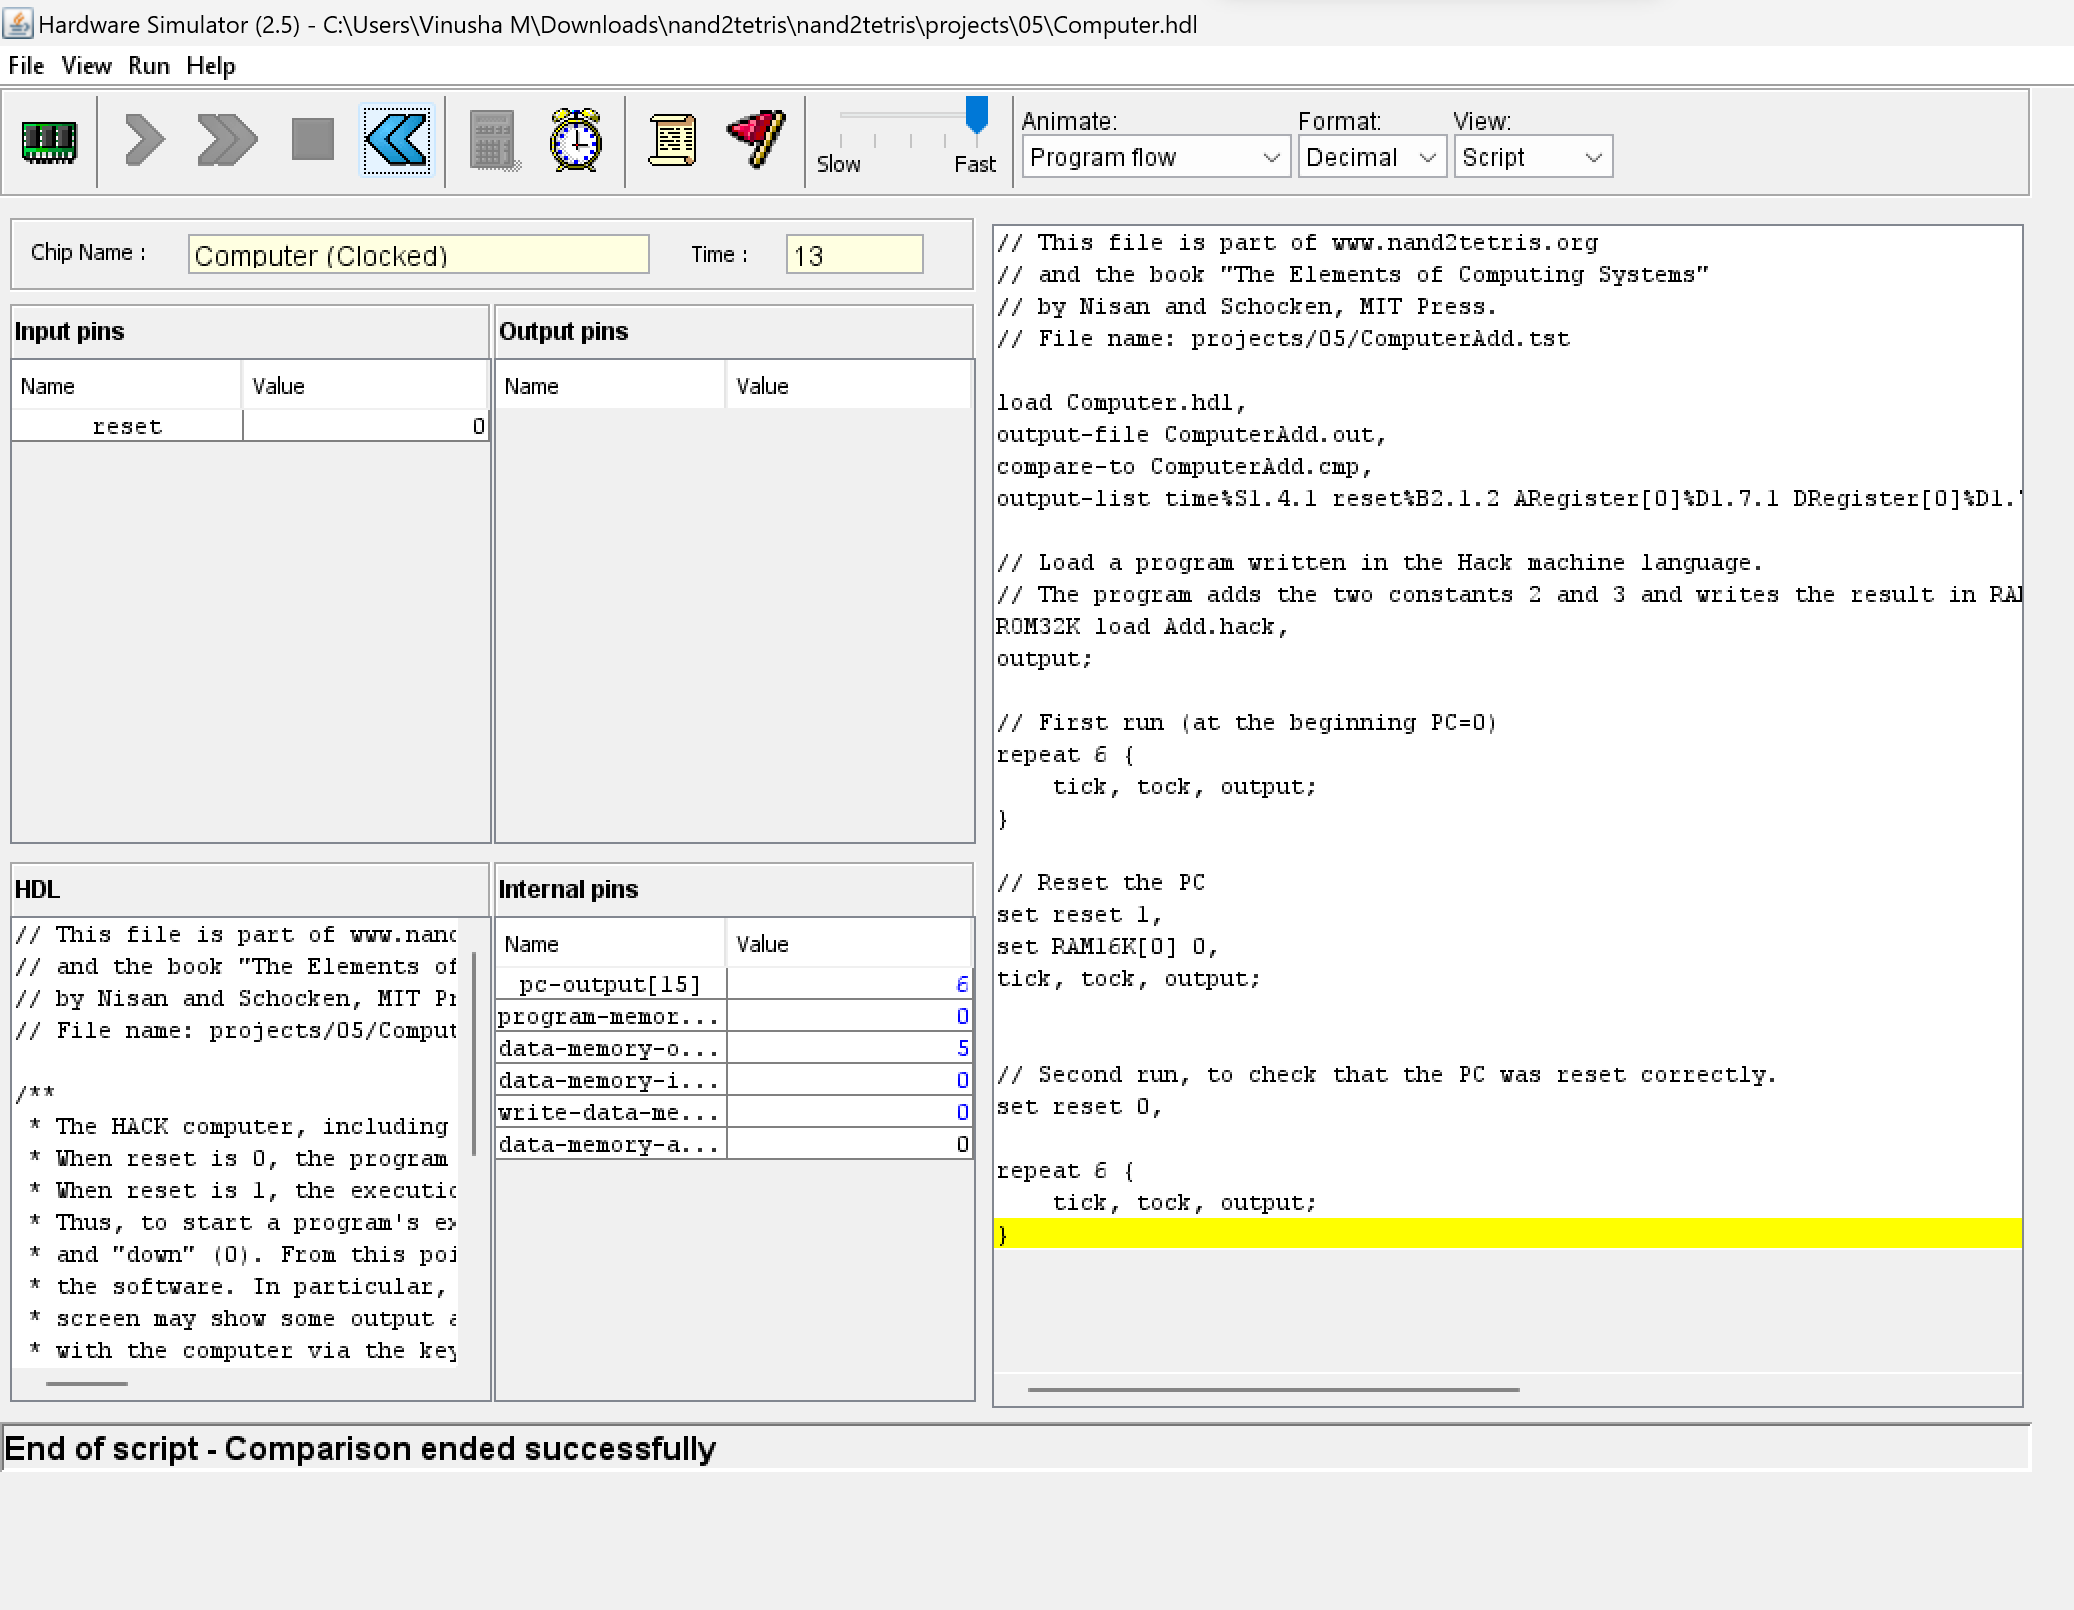 Hardware Simulator (2.5) - C:\Users\Vinusha M\Downloads\nand2tetris\nand2tetris\projects\05\Computer.hdl
File View Run Help
Slow Fast
Animate: Format: View:
Program flow Decimal Script
Chip Name : Computer (Clocked) Time : 13
Input pins
Name Value
reset 0
Output pins
Name Value
HDL
// This file is part of www.nand
// and the book "The Elements of
// by Nisan and Schocken, MIT Pr
// File name: projects/05/Comput
/**
* The HACK computer, including
* When reset is 0, the program
* When reset is 1, the executio
* Thus, to start a program's ex
* and "down" (0). From this poi
* the software. In particular,
* screen may show some output a
* with the computer via the key
Internal pins
Name Value
pc-output[15] 6
program-memor... 0
data-memory-o... 5
data-memory-i... 0
write-data-me... 0
data-memory-a... 0
// This file is part of www.nand2tetris.org
// and the book "The Elements of Computing Systems"
// by Nisan and Schocken, MIT Press.
// File name: projects/05/ComputerAdd.tst
load Computer.hdl,
output-file ComputerAdd.out,
compare-to ComputerAdd.cmp,
output-list time%S1.4.1 reset%B2.1.2 ARegister[0]%D1.7.1 DRegister[0]%D1.
// Load a program written in the Hack machine language.
// The program adds the two constants 2 and 3 and writes the result in RAM
ROM32K load Add.hack,
output;
// First run (at the beginning PC=0)
repeat 6 {
tick, tock, output;
}
// Reset the PC
set reset 1,
set RAM16K[0] 0,
tick, tock, output;
// Second run, to check that the PC was reset correctly.
set reset 0,
repeat 6 {
tick, tock, output;
}
End of script - Comparison ended successfully